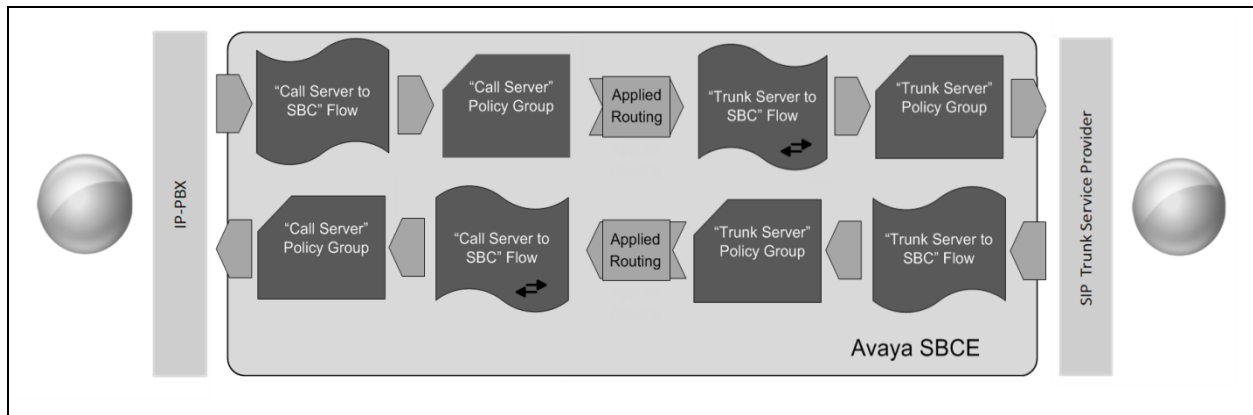 IP-PBX
“Call Server to
SBC” Flow
“Call Server”
Policy Group
Applied
Routing
“Trunk Server to
SBC” Flow
“Trunk Server”
Policy Group
“Call Server”
Policy Group
“Call Server to
SBC” Flow
Applied
Routing
“Trunk Server”
Policy Group
“Trunk Server to
SBC” Flow
Avaya SBCE
SIP Trunk Service Provider